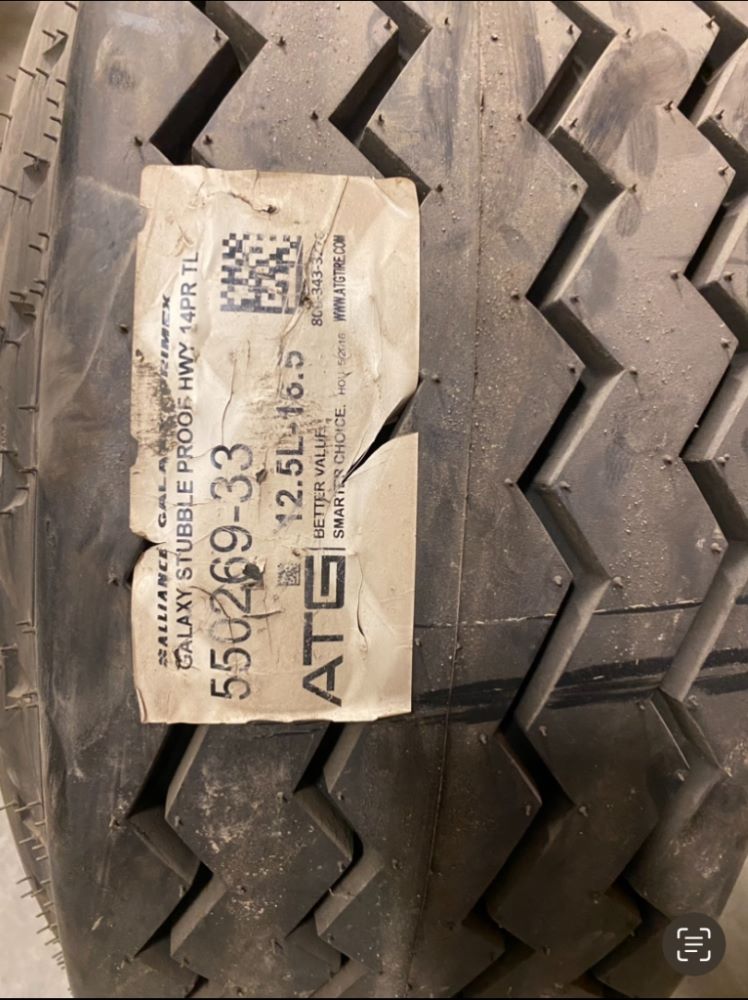 ALLIANCE GALAXY PRIMEX
GALAXY STUBBLE PROOF HWY 14PR TL
550269-33
12.5L-16.5
ATG
BETTER VALUE.
SMARTER CHOICE.
WWW.ATGTIRE.COM